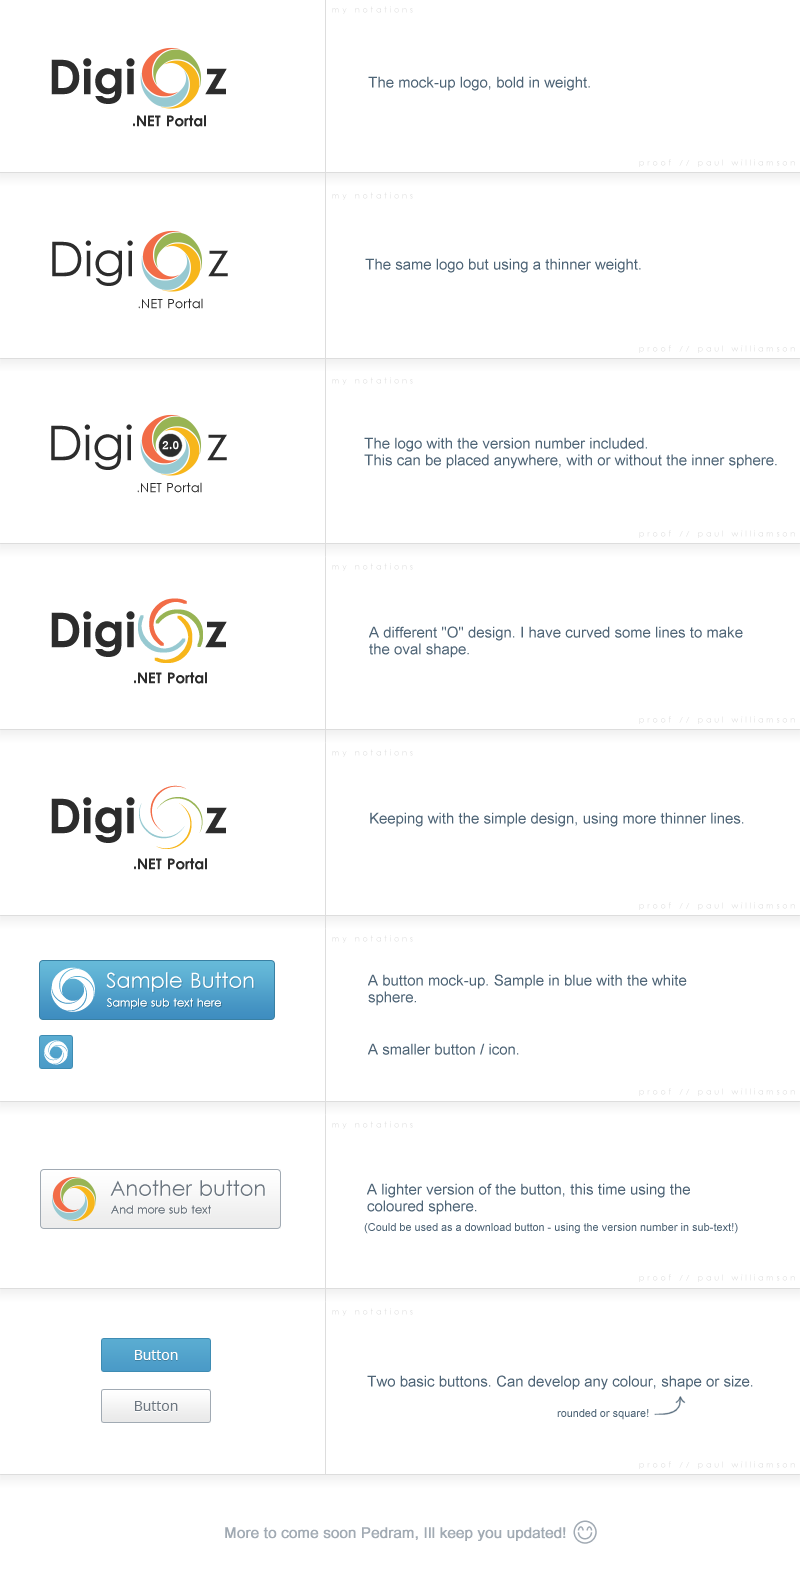 my notations
DigiOz
.NET Portal
The mock-up logo, bold in weight.
proof // paul williamson
my notations
DigiOz
.NET Portal
The same logo but using a thinner weight.
proof // paul williamson
my notations
Digi 2.0 z
.NET Portal
The logo with the version number included.
This can be placed anywhere, with or without the inner sphere.
proof // paul williamson
my notations
DigiOz
.NET Portal
A different "O" design. I have curved some lines to make
the oval shape.
proof // paul williamson
my notations
DigiOz
.NET Portal
Keeping with the simple design, using more thinner lines.
proof // paul williamson
my notations
Sample Button
Sample sub text here
A button mock-up. Sample in blue with the white
sphere.
A smaller button / icon.
proof // paul williamson
my notations
Another button
And more sub text
A lighter version of the button, this time using the
coloured sphere.
(Could be used as a download button - using the version number in sub-text!)
proof // paul williamson
my notations
Button
Button
Two basic buttons. Can develop any colour, shape or size.
rounded or square!
proof // paul williamson
More to come soon Pedram, Ill keep you updated!